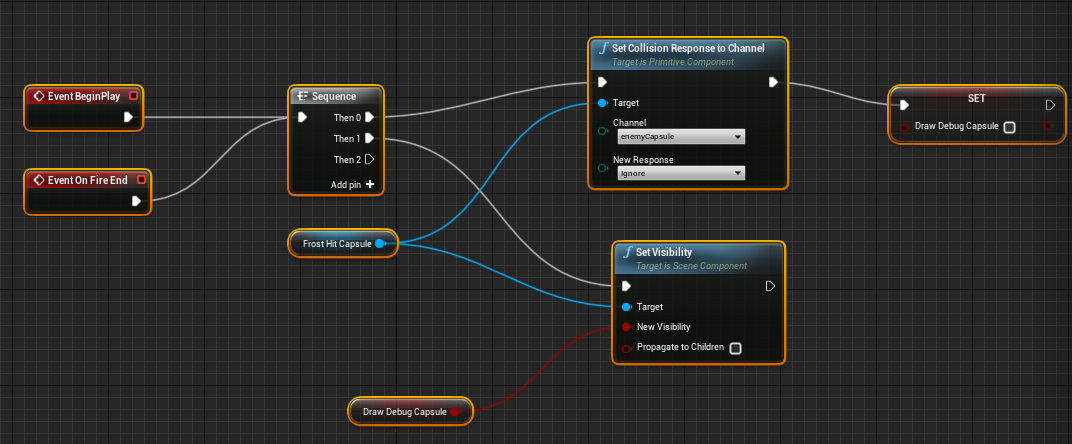 Event BeginPlay
Event On Fire End
Sequence
Then 0
Then 1
Then 2
Add pin
Frost Hit Capsule
Set Collision Response to Channel
Target is Primitive Component
Target
Channel
enemyCapsule
New Response
Ignore
SET
Draw Debug Capsule
Set Visibility
Target is Scene Component
Target
New Visibility
Propagate to Children
Draw Debug Capsule